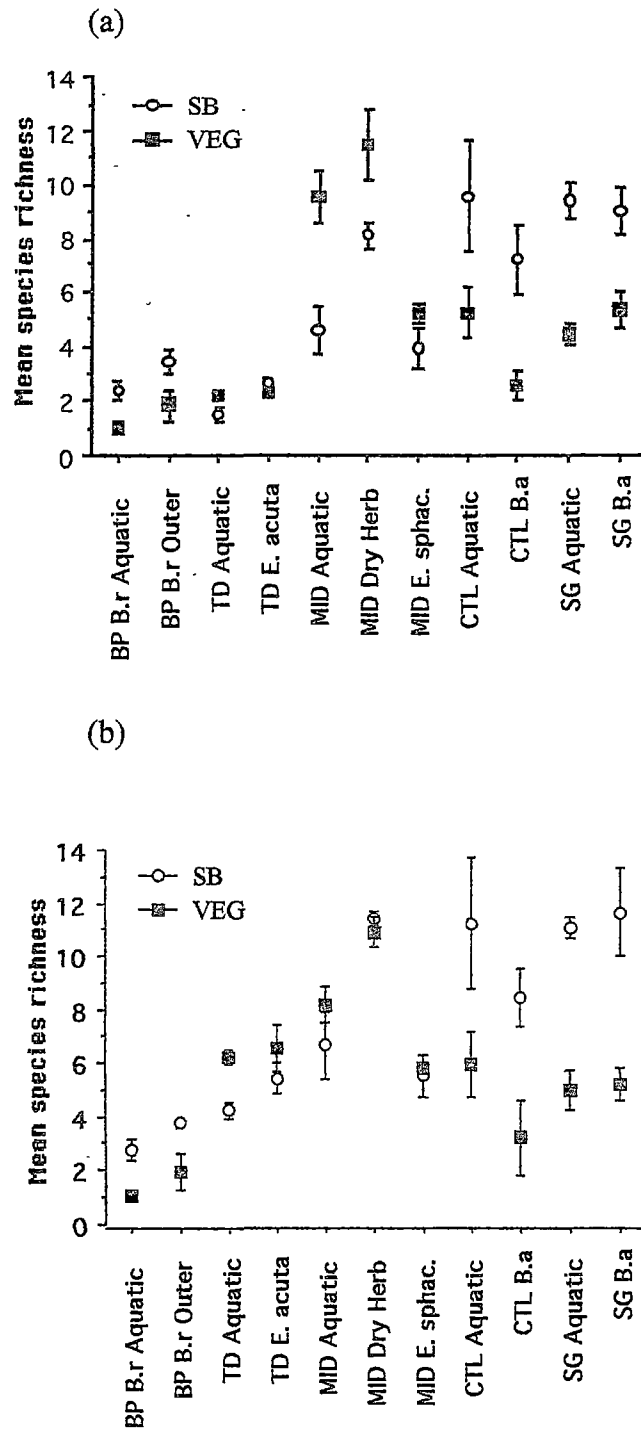 (a)
Mean species richness
14
12
10
8
6
4
2
0
SB
VEG
BP B.r Aquatic
BP B.r Outer
TD Aquatic
TD E. acuta
MID Aquatic
MID Dry Herb
MID E. sphac.
CTL Aquatic
CTL B.a
SG Aquatic
SG B.a
(b)
Mean species richness
14
12
10
8
6
4
2
0
SB
VEG
BP B.r Aquatic
BP B.r Outer
TD Aquatic
TD E. acuta
MID Aquatic
MID Dry Herb
MID E. sphac.
CTL Aquatic
CTL B.a
SG Aquatic
SG B.a